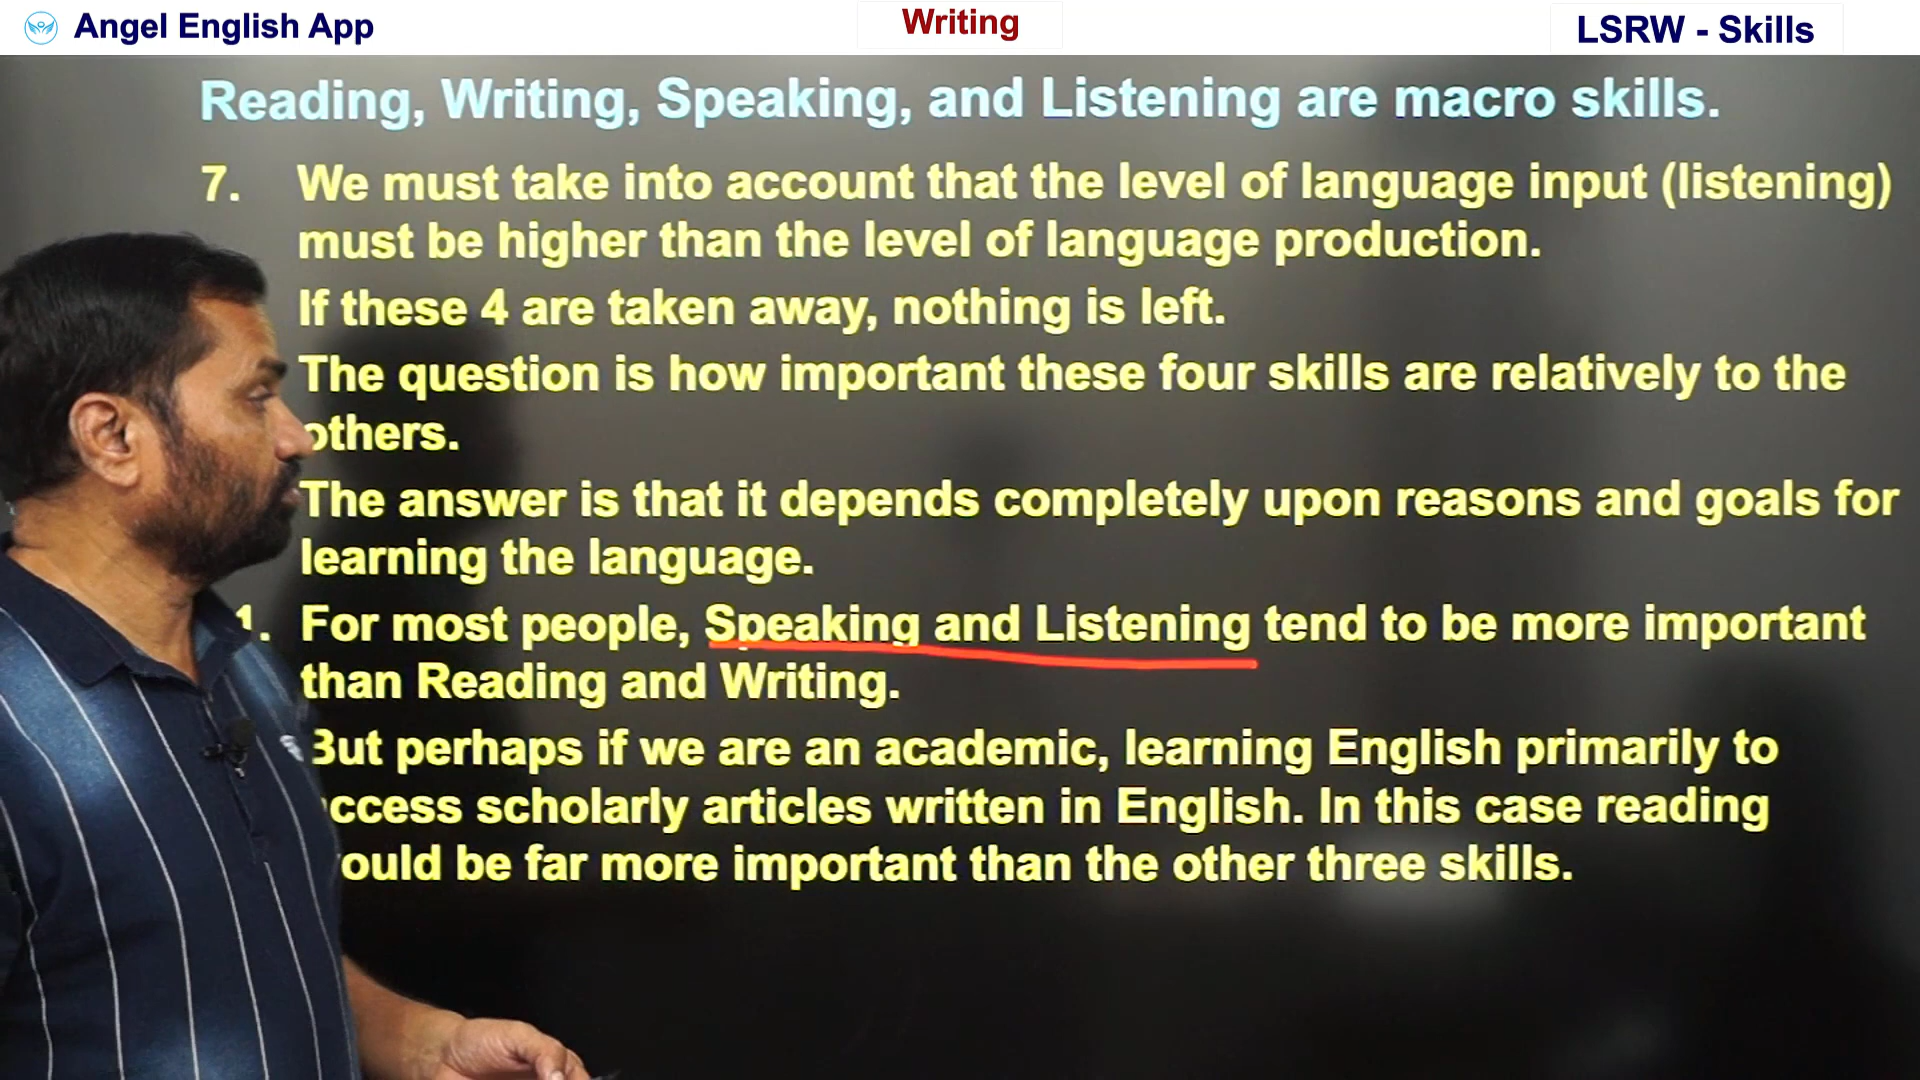 Angel English App
Writing
LSRW - Skills
Reading, Writing, Speaking, and Listening are macro skills.
7. We must take into account that the level of language input (listening)
must be higher than the level of language production.
If these 4 are taken away, nothing is left.
The question is how important these four skills are relatively to the
others.
The answer is that it depends completely upon reasons and goals for
learning the language.
1. For most people, Speaking and Listening tend to be more important
than Reading and Writing.
But perhaps if we are an academic, learning English primarily to
access scholarly articles written in English. In this case reading
would be far more important than the other three skills.